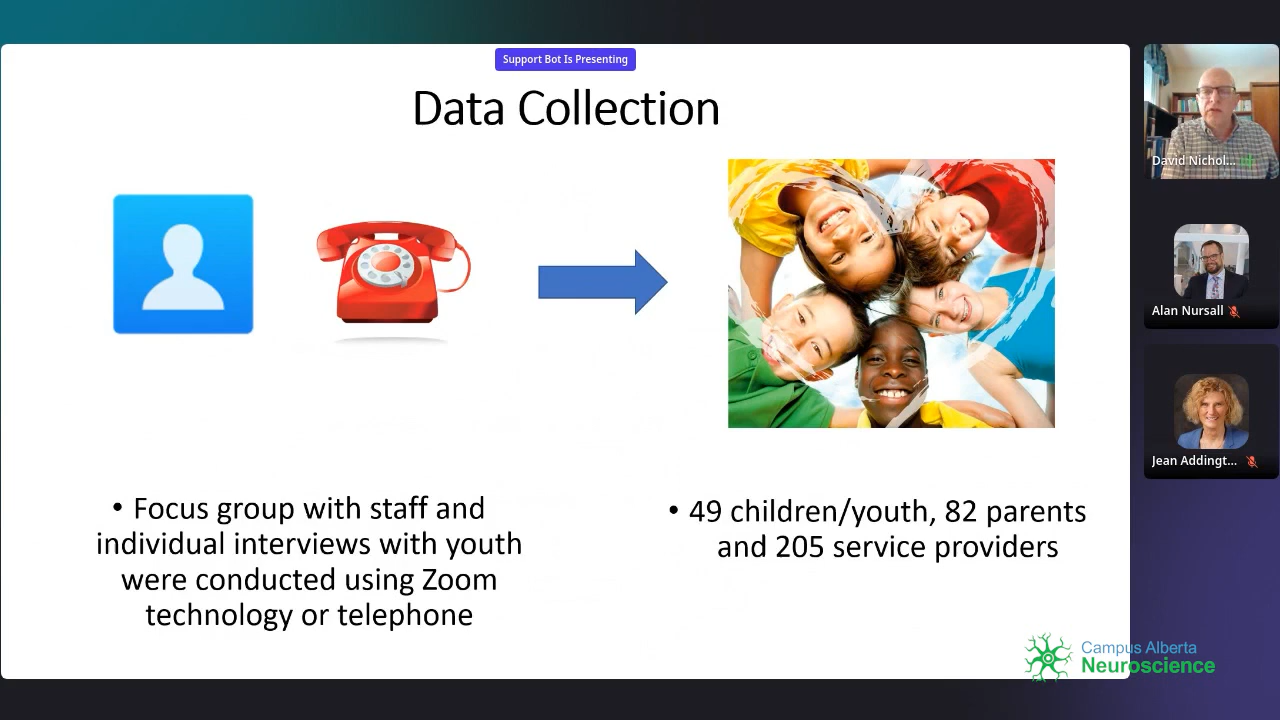 Support Bot Is Presenting
Data Collection
• Focus group with staff and
individual interviews with youth
were conducted using Zoom
technology or telephone
• 49 children/youth, 82 parents
and 205 service providers
David Nichol...
Alan Nursall
Jean Addingt...
Campus Alberta
Neuroscience